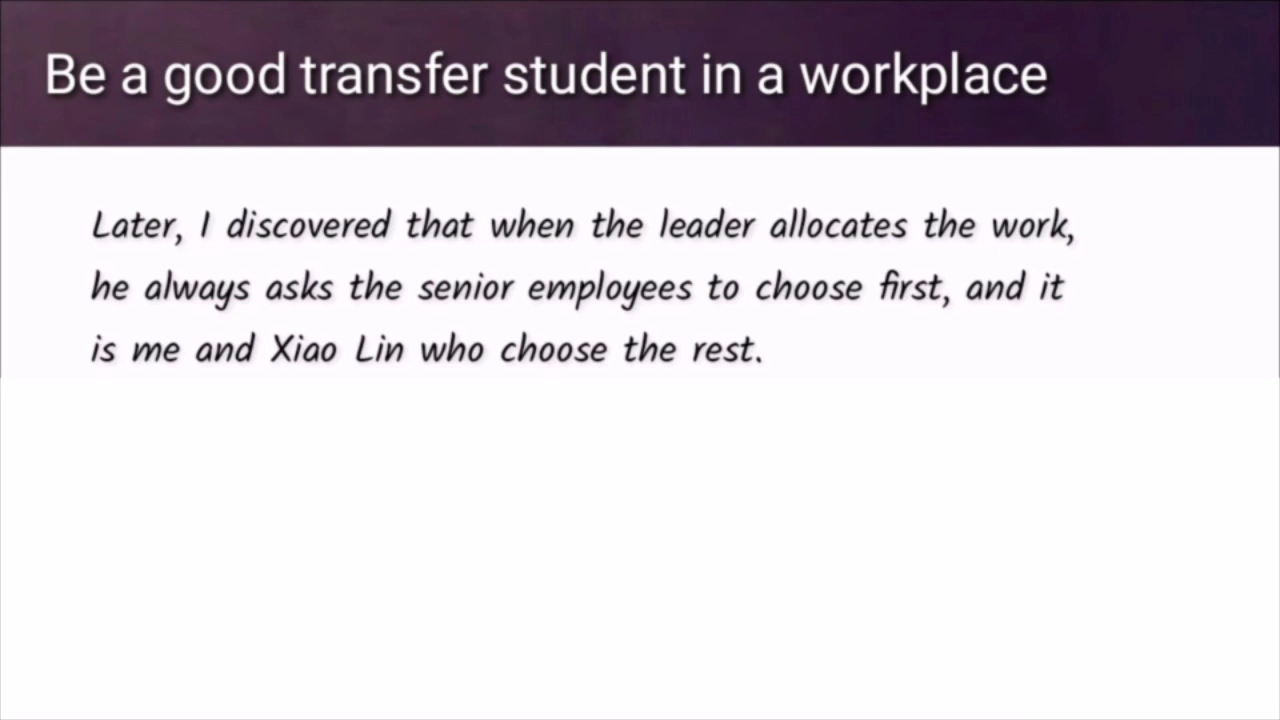 Be a good transfer student in a workplace
Later, I discovered that when the leader allocates the work,
he always asks the senior employees to choose first, and it
is me and Xiao Lin who choose the rest.